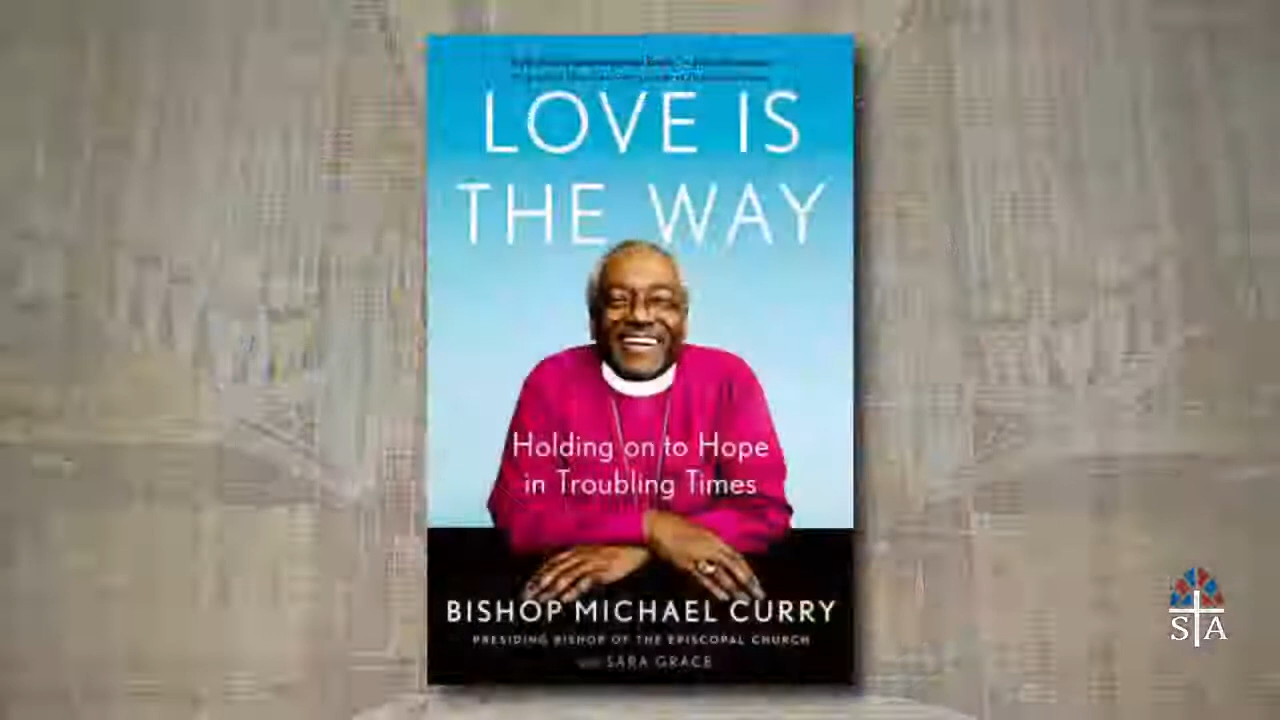 LOVE IS
THE WAY
Holding on to Hope
in Troubling Times
BISHOP MICHAEL CURRY
PRESIDING BISHOP OF THE EPISCOPAL CHURCH
with SARA GRACE
S A